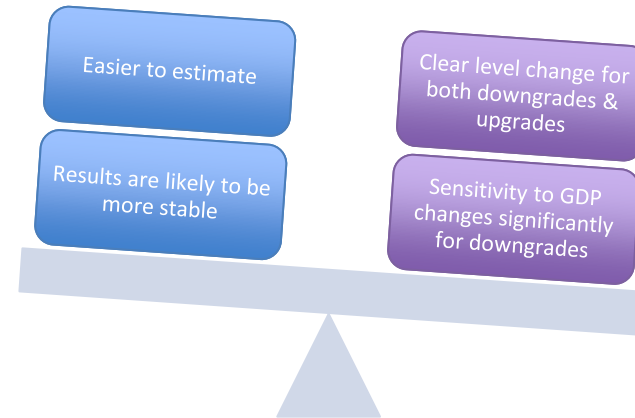 Easier to estimate
Results are likely to be
more stable
Clear level change for
both downgrades &
upgrades
Sensitivity to GDP
changes significantly
for downgrades